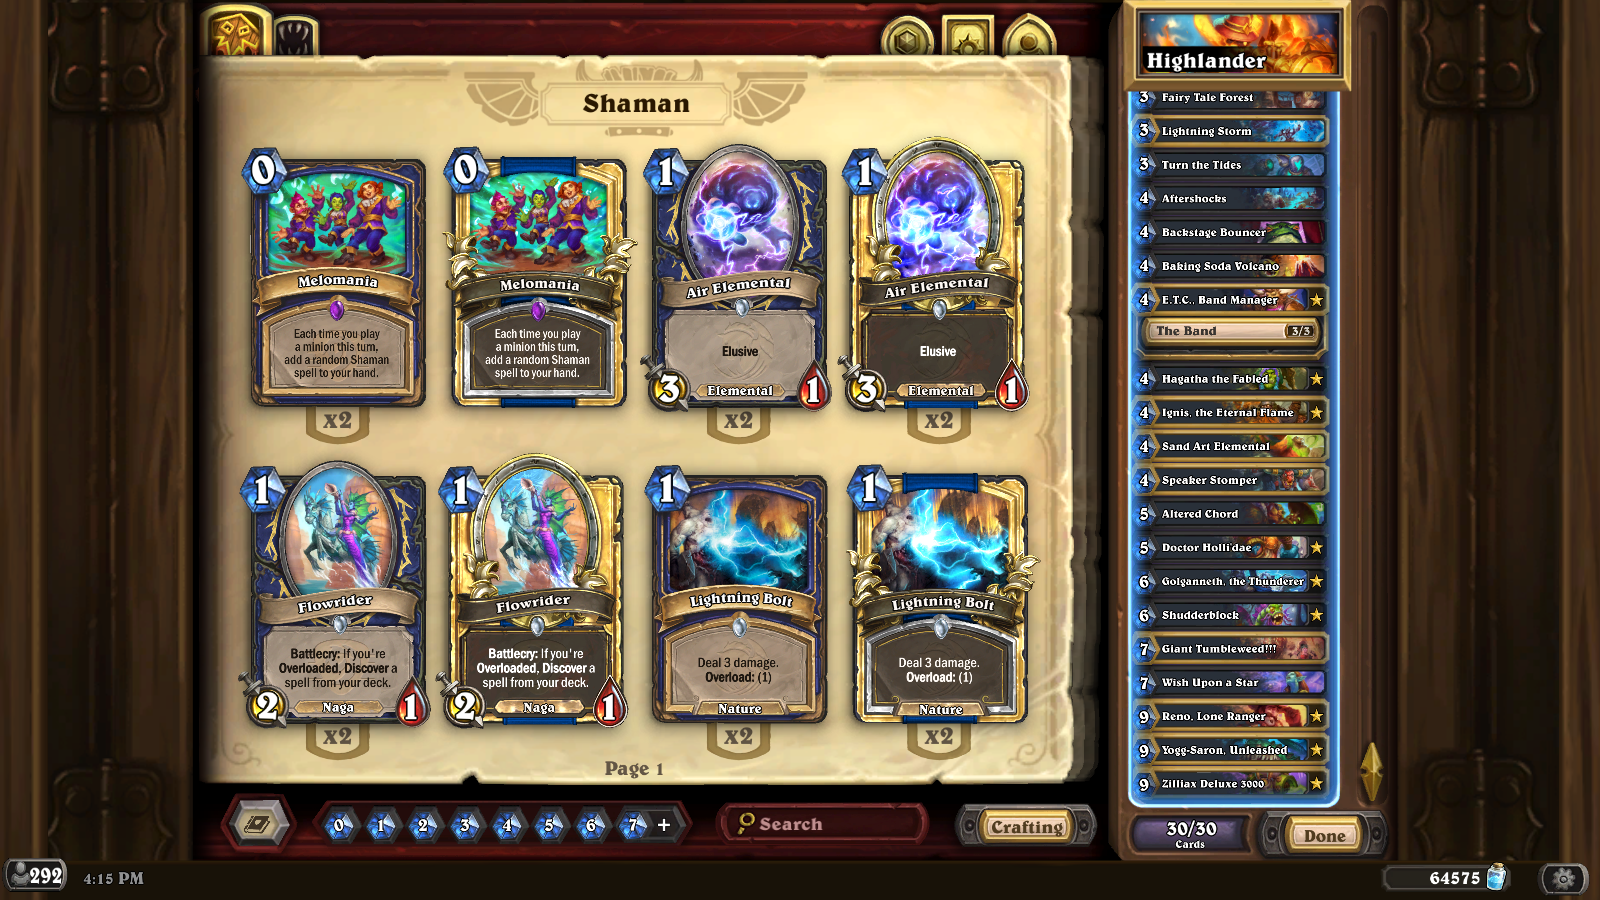 Shaman
0
Melomania
Each time you play
a minion this turn,
add a random Shaman
spell to your hand.
x2
0
Melomania
Each time you play
a minion this turn,
add a random Shaman
spell to your hand.
1
Air Elemental
Elusive
3
Elemental
1
x2
1
Air Elemental
Elusive
3
Elemental
1
x2
1
Flowrider
Battlecry: If you're
Overloaded, Discover a
spell from your deck.
2
Naga
1
x2
1
Flowrider
Battlecry: If you're
Overloaded, Discover a
spell from your deck.
2
Naga
1
1
Lightning Bolt
Deal 3 damage.
Overload: (1)
Nature
x2
1
Lightning Bolt
Deal 3 damage.
Overload: (1)
Nature
x2
Page 1
0 1 2 3 4 5 6 7 +
Search
Crafting
Highlander
3 Fairy Tale Forest
3 Lightning Storm
3 Turn the Tides
4 Aftershocks
4 Backstage Bouncer
4 Baking Soda Volcano
4 E.T.C., Band Manager
The Band 3/3
4 Hagatha the Fabled
4 Ignis, the Eternal Flame
4 Sand Art Elemental
4 Speaker Stomper
5 Altered Chord
5 Doctor Holli'dae
6 Golganneth, the Thunderer
6 Shudderblock
7 Giant Tumbleweed!!!
7 Wish Upon a Star
9 Reno, Lone Ranger
9 Yogg-Saron, Unleashed
9 Zilliax Deluxe 3000
30/30
Cards
Done
292
4:15 PM
64575